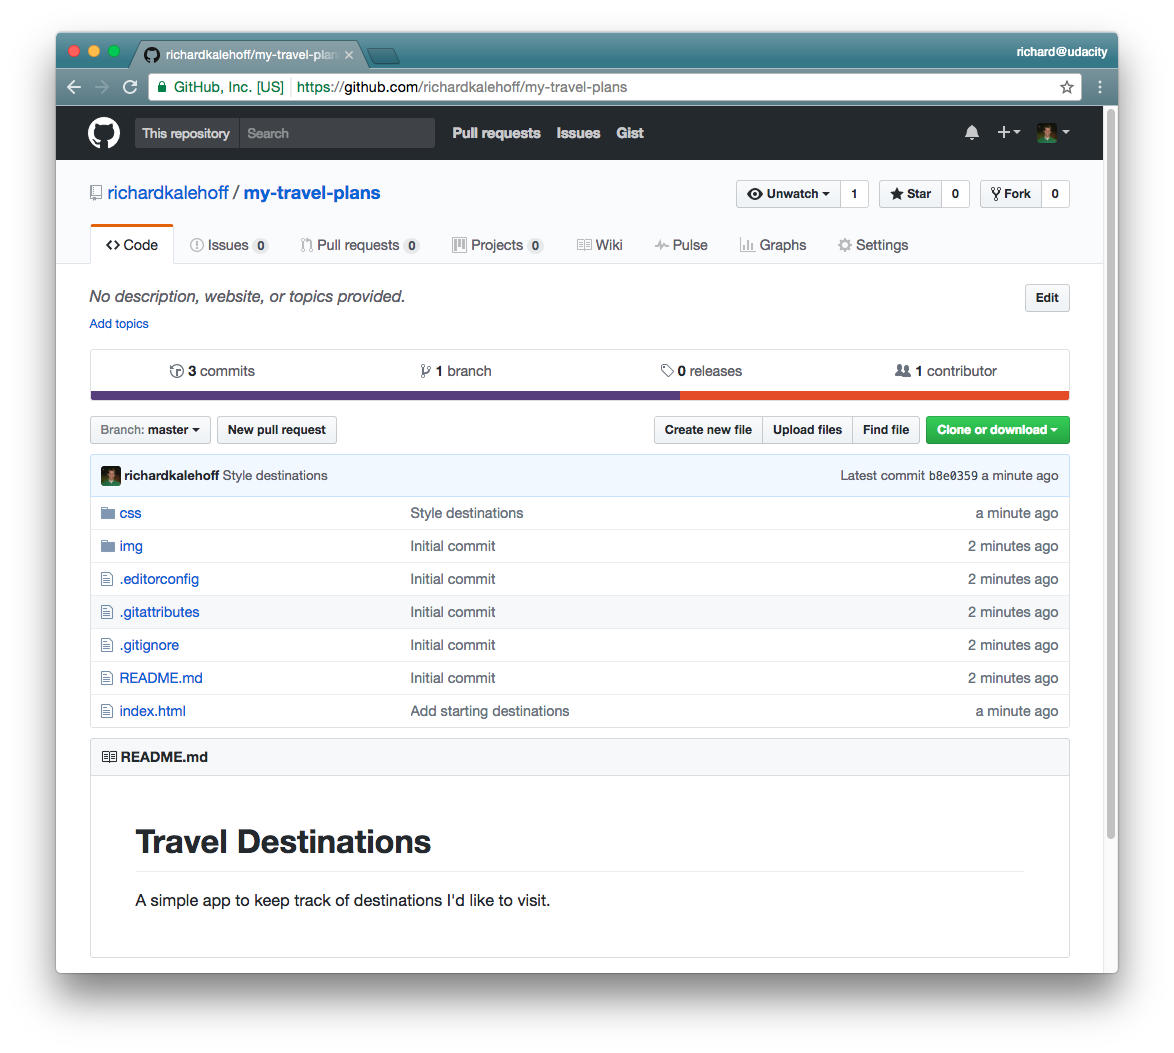 richardkalehoff/my-travel-plan
richard@udacity
GitHub, Inc. [US] https://github.com/richardkalehoff/my-travel-plans
This repository Search Pull requests Issues Gist
richardkalehoff / my-travel-plans Unwatch 1 Star 0 Fork 0
Code Issues 0 Pull requests 0 Projects 0 Wiki Pulse Graphs Settings
No description, website, or topics provided. Edit
Add topics
3 commits 1 branch 0 releases 1 contributor
Branch: master New pull request Create new file Upload files Find file Clone or download
richardkalehoff Style destinations Latest commit b8e0359 a minute ago
css Style destinations a minute ago
img Initial commit 2 minutes ago
.editorconfig Initial commit 2 minutes ago
.gitattributes Initial commit 2 minutes ago
.gitignore Initial commit 2 minutes ago
README.md Initial commit 2 minutes ago
index.html Add starting destinations a minute ago
README.md
Travel Destinations
A simple app to keep track of destinations I'd like to visit.